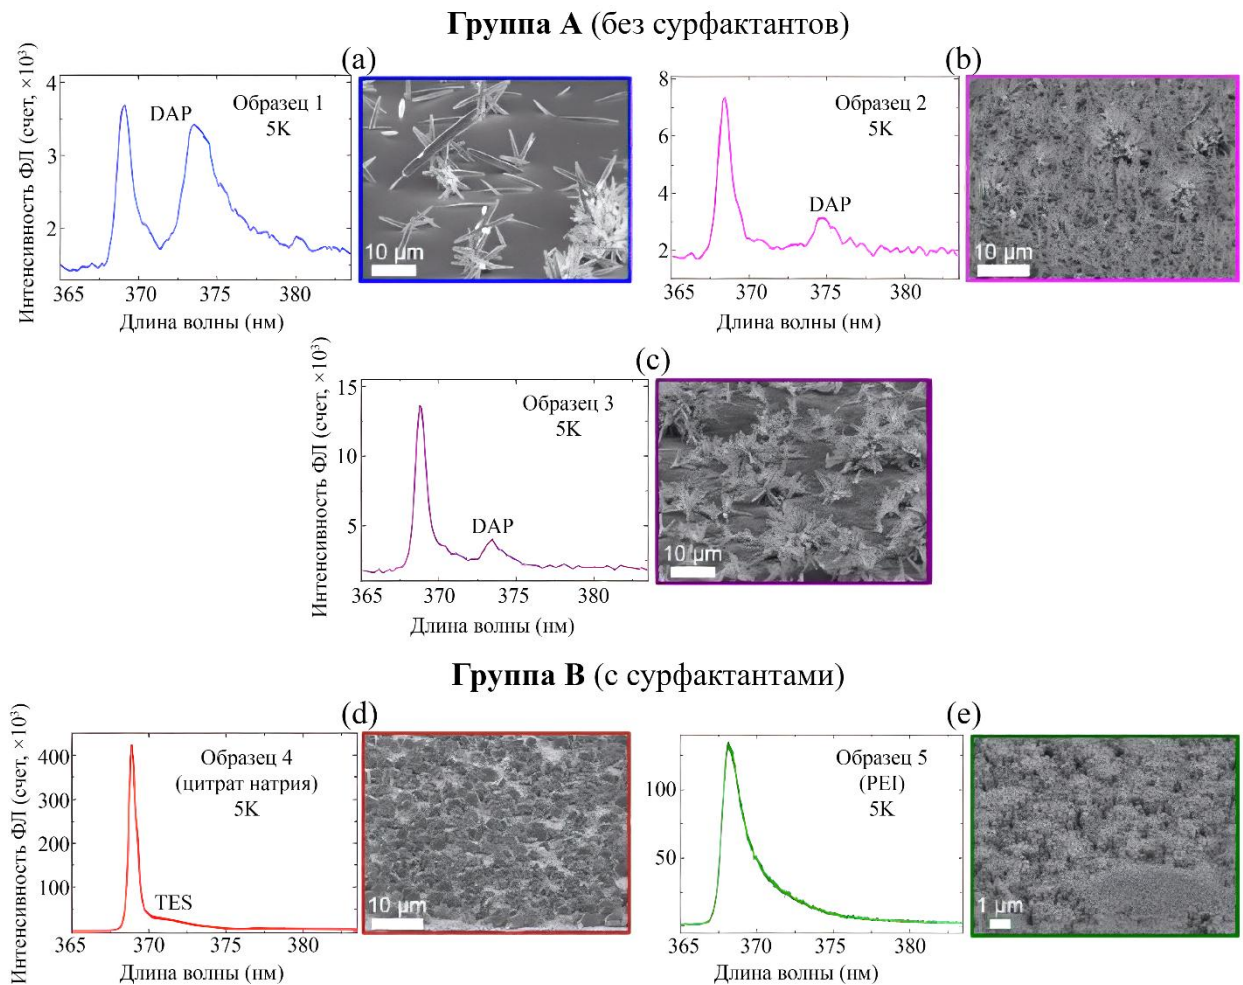 Группа А (без сурфактантов)
(a)
Интенсивность ФЛ (счет, ×10³)
4
3
2
DAP
Образец 1
5K
365 370 375 380
Длина волны (нм)
10 µm
(b)
8
6
4
2
Образец 2
5K
DAP
365 370 375 380
Длина волны (нм)
10 µm
(c)
Интенсивность ФЛ (счет, ×10³)
15
10
5
Образец 3
5K
DAP
365 370 375 380
Длина волны (нм)
10 µm
Группа В (с сурфактантами)
(d)
Интенсивность ФЛ (счет, ×10³)
400
300
200
100
Образец 4
(цитрат натрия)
5K
TES
365 370 375 380
Длина волны (нм)
10 µm
(e)
100
50
Образец 5
(PEI)
5K
365 370 375 380
Длина волны (нм)
1 µm